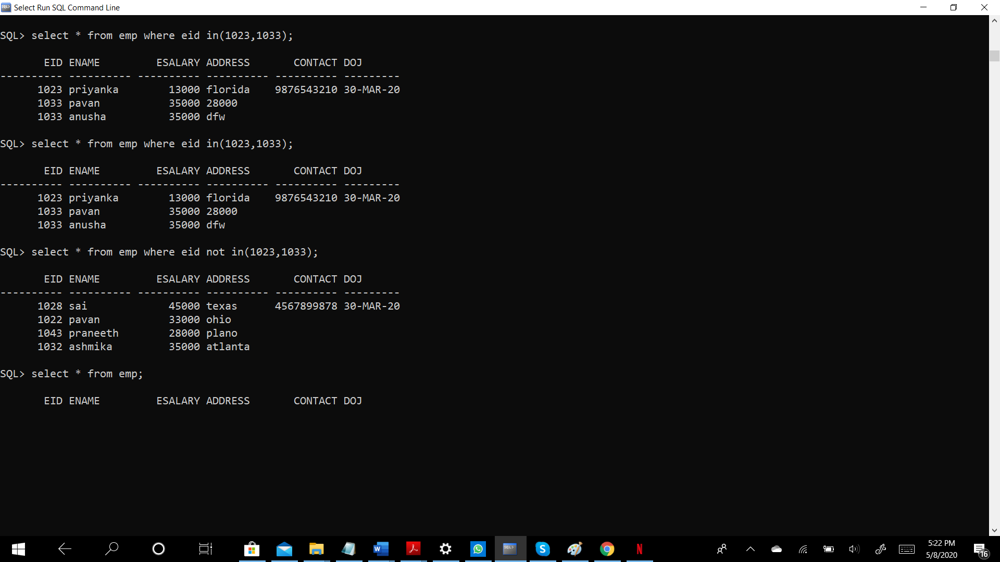 Select Run SQL Command Line
SQL> select * from emp where eid in(1023,1033);
EID ENAME ESALARY ADDRESS CONTACT DOJ
---------- ---------- ---------- ---------- ---------- ---------
1023 priyanka 13000 florida 9876543210 30-MAR-20
1033 pavan 35000 28000
1033 anusha 35000 dfw
SQL> select * from emp where eid in(1023,1033);
EID ENAME ESALARY ADDRESS CONTACT DOJ
---------- ---------- ---------- ---------- ---------- ---------
1023 priyanka 13000 florida 9876543210 30-MAR-20
1033 pavan 35000 28000
1033 anusha 35000 dfw
SQL> select * from emp where eid not in(1023,1033);
EID ENAME ESALARY ADDRESS CONTACT DOJ
---------- ---------- ---------- ---------- ---------- ---------
1028 sai 45000 texas 4567899878 30-MAR-20
1022 pavan 33000 ohio
1043 praneeth 28000 plano
1032 ashmika 35000 atlanta
SQL> select * from emp;
EID ENAME ESALARY ADDRESS CONTACT DOJ
5:22 PM
5/8/2020
16